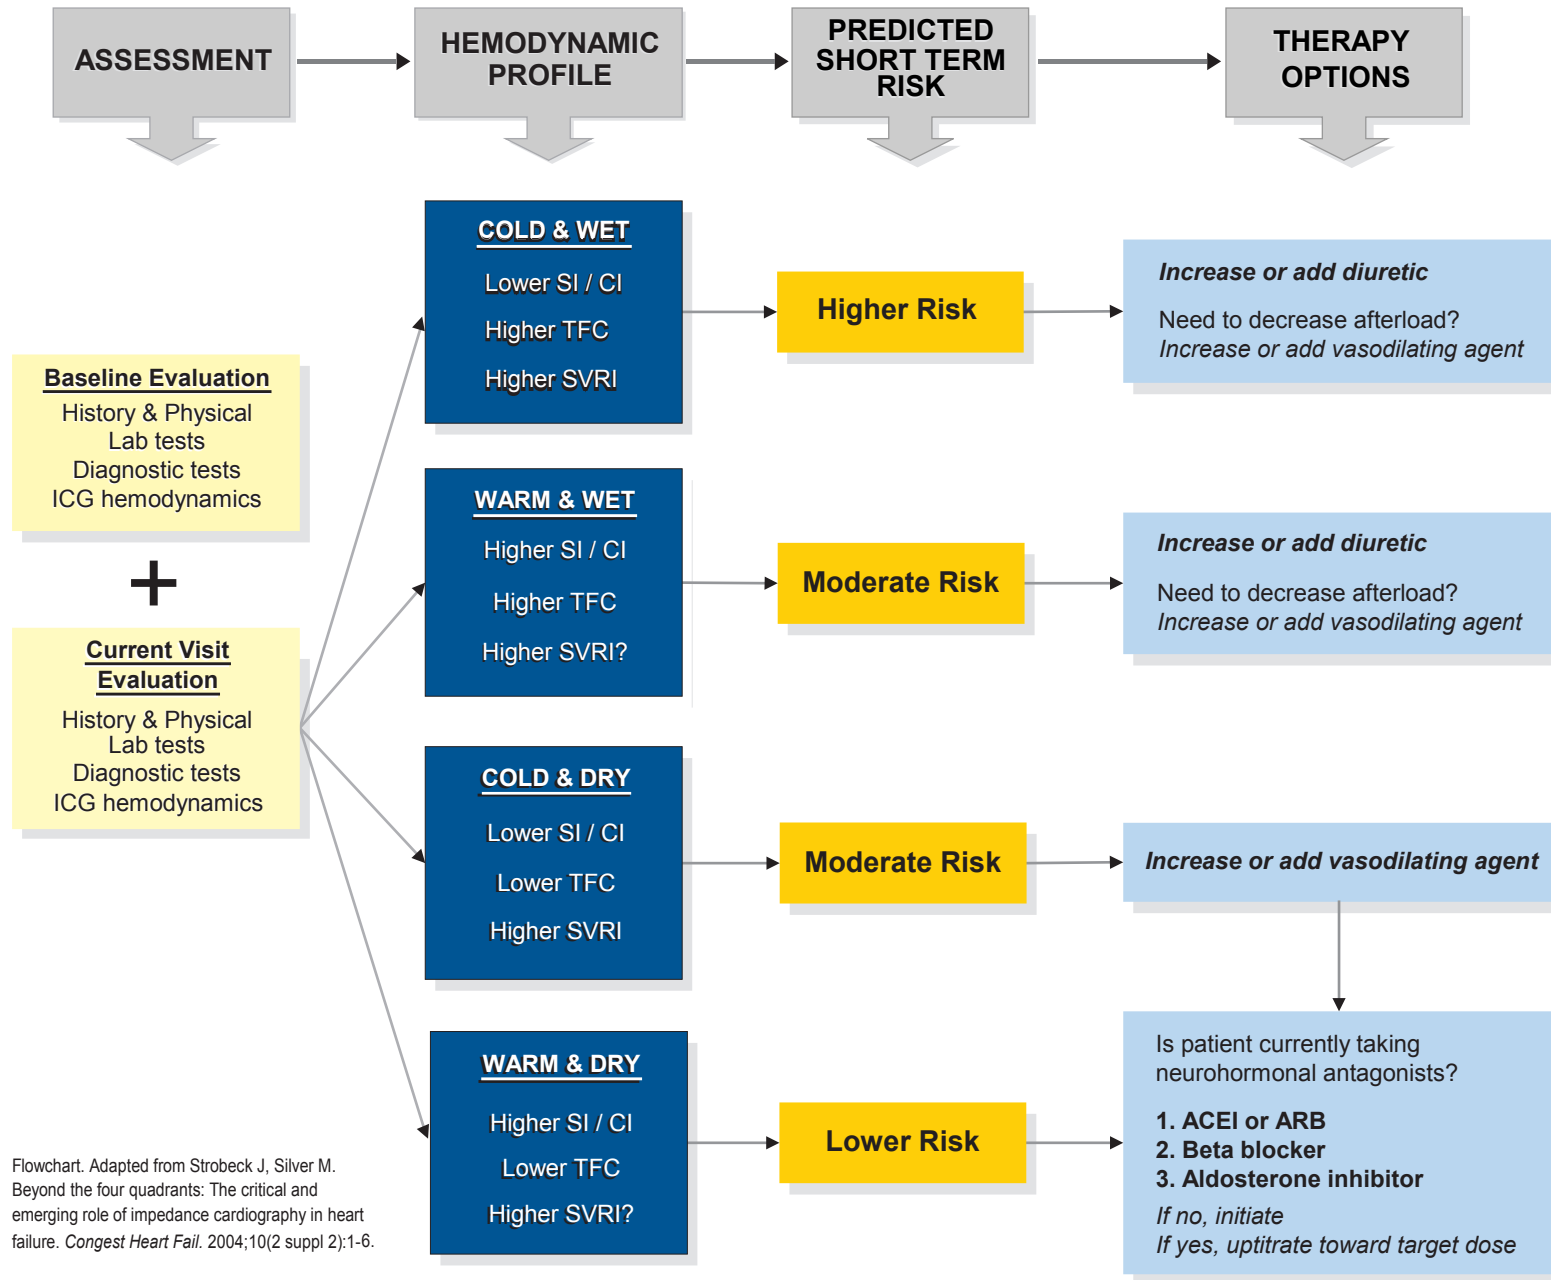 ASSESSMENT
HEMODYNAMIC
PROFILE
PREDICTED
SHORT TERM
RISK
THERAPY
OPTIONS
Baseline Evaluation
History & Physical
Lab tests
Diagnostic tests
ICG hemodynamics
+
Current Visit
Evaluation
History & Physical
Lab tests
Diagnostic tests
ICG hemodynamics
COLD & WET
Lower SI / CI
Higher TFC
Higher SVRI
Higher Risk
Increase or add diuretic
Need to decrease afterload?
Increase or add vasodilating agent
WARM & WET
Higher SI / CI
Higher TFC
Higher SVRI?
Moderate Risk
Increase or add diuretic
Need to decrease afterload?
Increase or add vasodilating agent
COLD & DRY
Lower SI / CI
Lower TFC
Higher SVRI
Moderate Risk
Increase or add vasodilating agent
WARM & DRY
Higher SI / CI
Lower TFC
Higher SVRI?
Lower Risk
Is patient currently taking
neurohormonal antagonists?
1. ACEI or ARB
2. Beta blocker
3. Aldosterone inhibitor
If no, initiate
If yes, uptitrate toward target dose
Flowchart. Adapted from Strobeck J, Silver M.
Beyond the four quadrants: The critical and
emerging role of impedance cardiography in heart
failure. Congest Heart Fail. 2004;10(2 suppl 2):1-6.